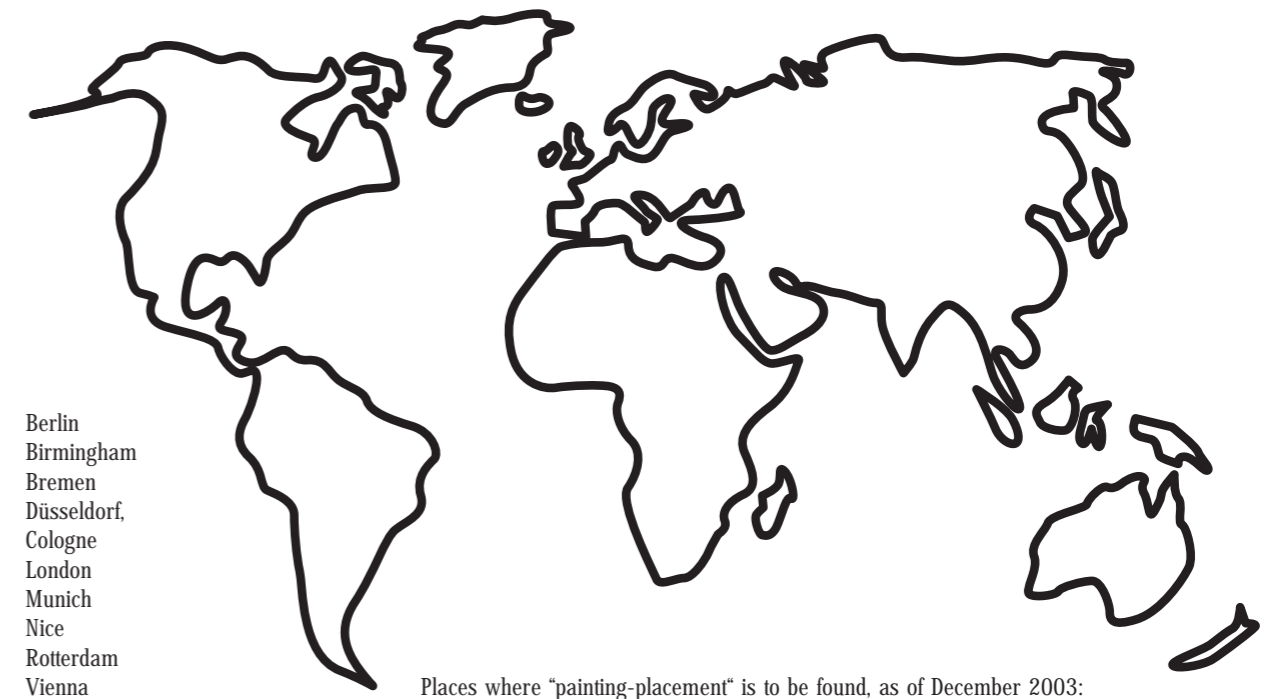 Berlin
Birmingham
Bremen
Düsseldorf,
Cologne
London
Munich
Nice
Rotterdam
Vienna
Places where “painting-placement“ is to be found, as of December 2003: